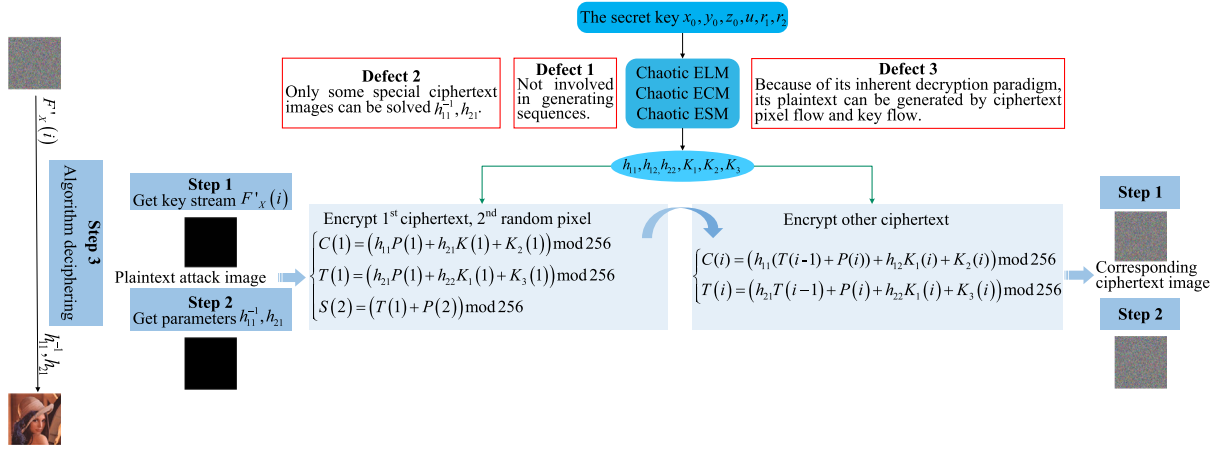 The secret key x₀, y₀, z₀, u, r₁, r₂
Defect 2
Only some special ciphertext
images can be solved h₁₁⁻¹, h₂₁.
Defect 1
Not involved
in generating
sequences.
Chaotic ELM
Chaotic ECM
Chaotic ESM
Defect 3
Because of its inherent decryption paradigm,
its plaintext can be generated by ciphertext
pixel flow and key flow.
h₁₁, h₁₂, h₂₂, K₁, K₂, K₃
F'_X(i)
Step 3
Algorithm deciphering
h₁₁⁻¹, h₂₁
Step 1
Get key stream F'_X(i)
Plaintext attack image
Step 2
Get parameters h₁₁⁻¹, h₂₁
Encrypt 1ˢᵗ ciphertext, 2ⁿᵈ random pixel
C(1) = (h₁₁P(1) + h₂₁K(1) + K₂(1)) mod 256
T(1) = (h₂₁P(1) + h₂₂K₁(1) + K₃(1)) mod 256
S(2) = (T(1) + P(2)) mod 256
Encrypt other ciphertext
C(i) = (h₁₁(T(i-1) + P(i)) + h₁₂K₁(i) + K₂(i)) mod 256
T(i) = (h₂₁T(i−1) + P(i) + h₂₂K₁(i) + K₃(i)) mod 256
Step 1
Corresponding
ciphertext image
Step 2